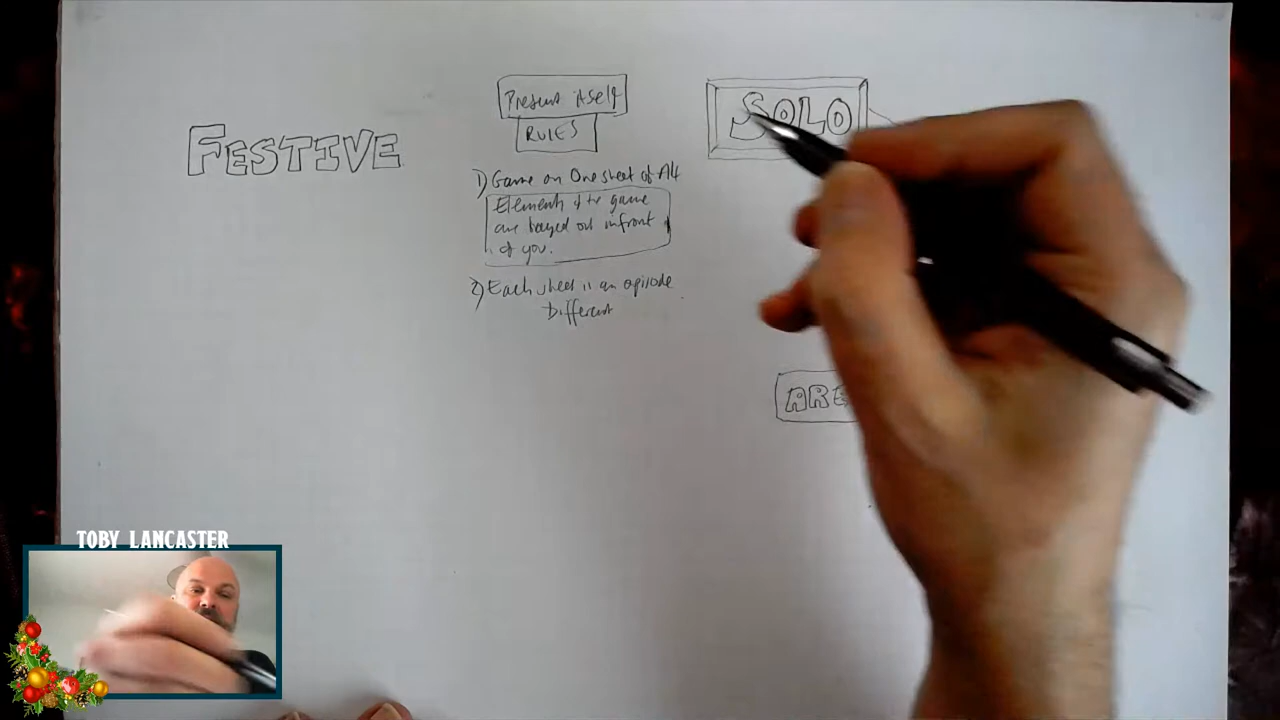 FESTIVE
Present itself
RULES
1) Game on One sheet of A4
Elements of the game
are layed out infront
of you.
2) Each sheet is an episode
Different
SOLO
ARE
TOBY LANCASTER